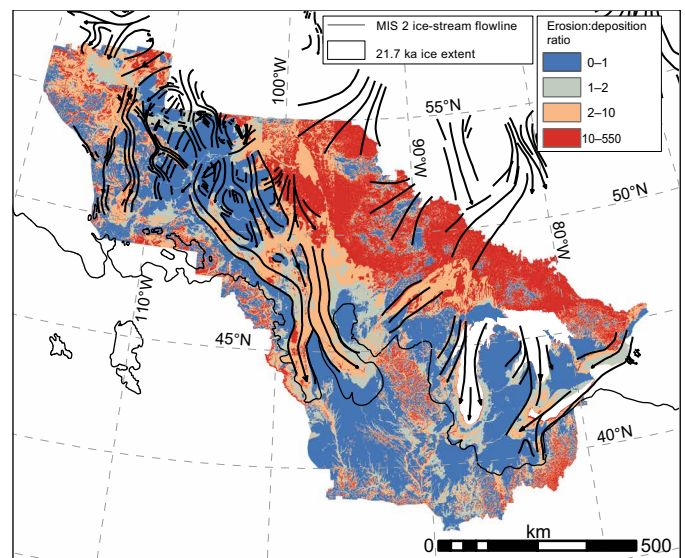 MIS 2 ice-stream flowline
21.7 ka ice extent
Erosion:deposition
ratio
0–1
1–2
2–10
10–550
100°W
55°N
90°W
50°N
80°W
110°W
45°N
40°N
km
0
500